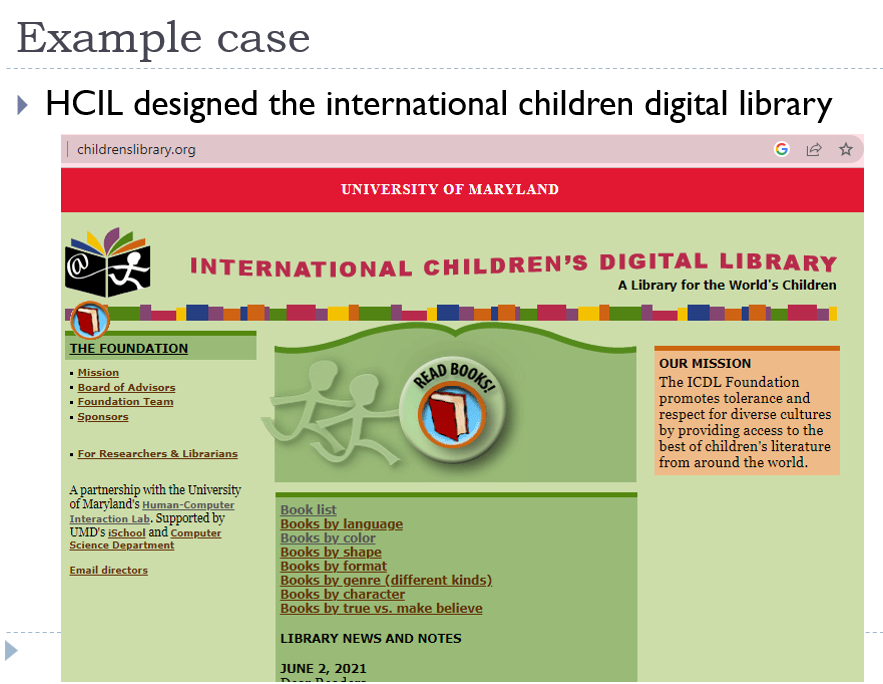 Example case
HCIL designed the international children digital library
childrenslibrary.org
UNIVERSITY OF MARYLAND
INTERNATIONAL CHILDREN'S DIGITAL LIBRARY
A Library for the World's Children
THE FOUNDATION
Mission
Board of Advisors
Foundation Team
Sponsors
For Researchers & Librarians
A partnership with the University
of Maryland's Human-Computer
Interaction Lab. Supported by
UMD's iSchool and Computer
Science Department
Email directors
READ BOOKS!
Book list
Books by language
Books by color
Books by shape
Books by format
Books by genre (different kinds)
Books by character
Books by true vs. make believe
LIBRARY NEWS AND NOTES
JUNE 2, 2021
Dear Readers
OUR MISSION
The ICDL Foundation
promotes tolerance and
respect for diverse cultures
by providing access to the
best of children's literature
from around the world.